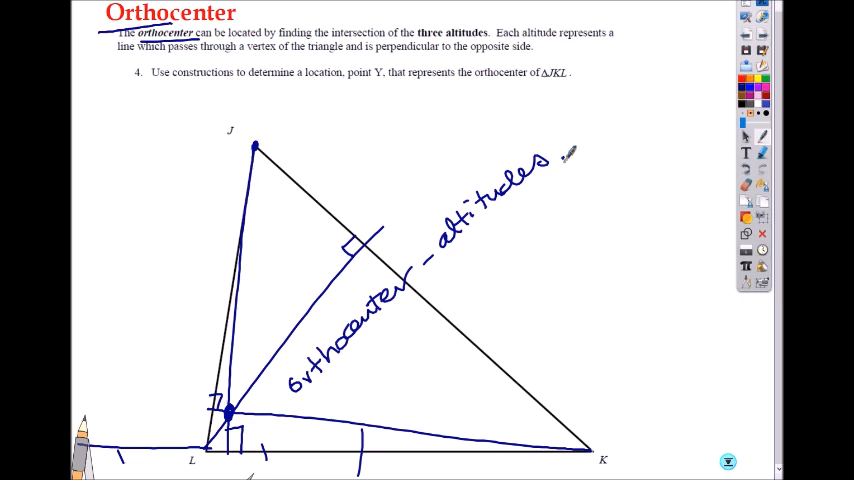 Orthocenter
The orthocenter can be located by finding the intersection of the three altitudes. Each altitude represents a
line which passes through a vertex of the triangle and is perpendicular to the opposite side.
4. Use constructions to determine a location, point Y, that represents the orthocenter of △JKL.
J
orthocenter - altitudes.
L
K